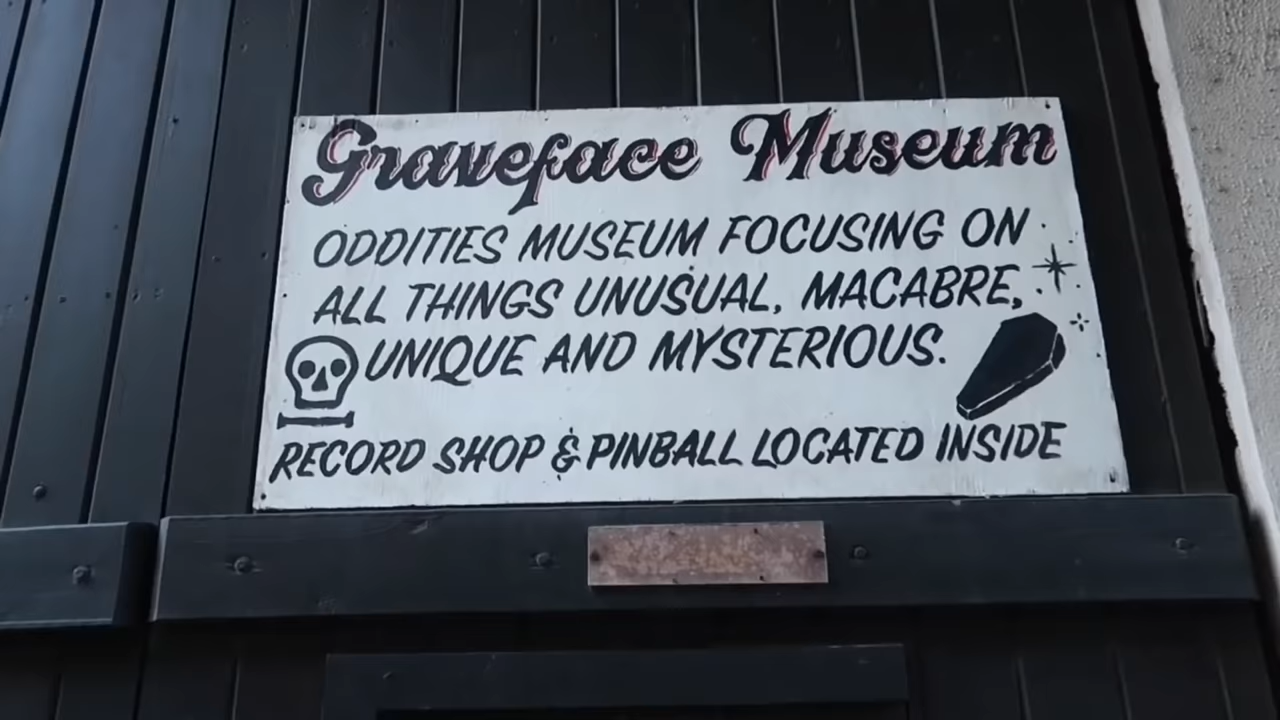 Graveface Museum
ODDITIES MUSEUM FOCUSING ON
ALL THINGS UNUSUAL, MACABRE,
UNIQUE AND MYSTERIOUS.
RECORD SHOP & PINBALL LOCATED INSIDE